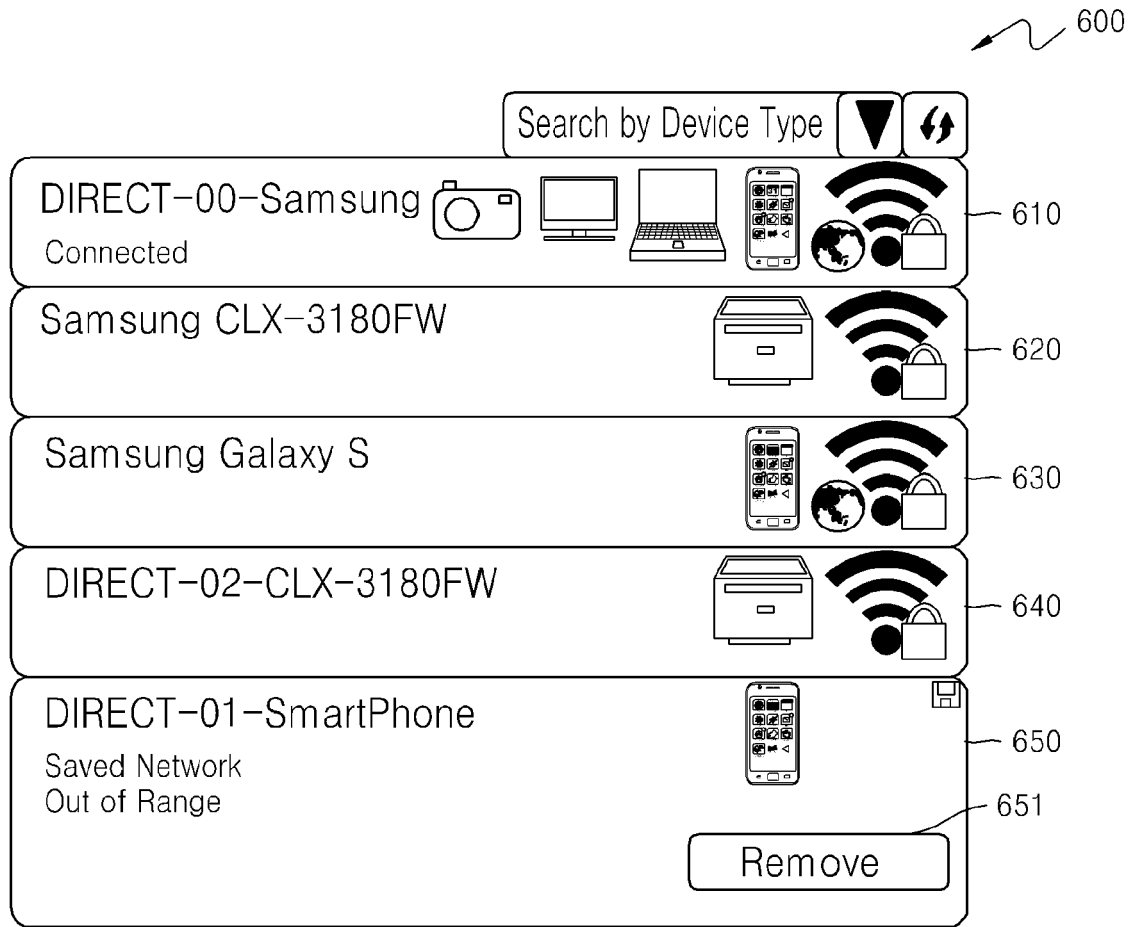 600
Search by Device Type
DIRECT-00-Samsung
Connected
610
Samsung CLX-3180FW
620
Samsung Galaxy S
630
DIRECT-02-CLX-3180FW
640
DIRECT-01-SmartPhone
Saved Network
Out of Range
650
651
Remove